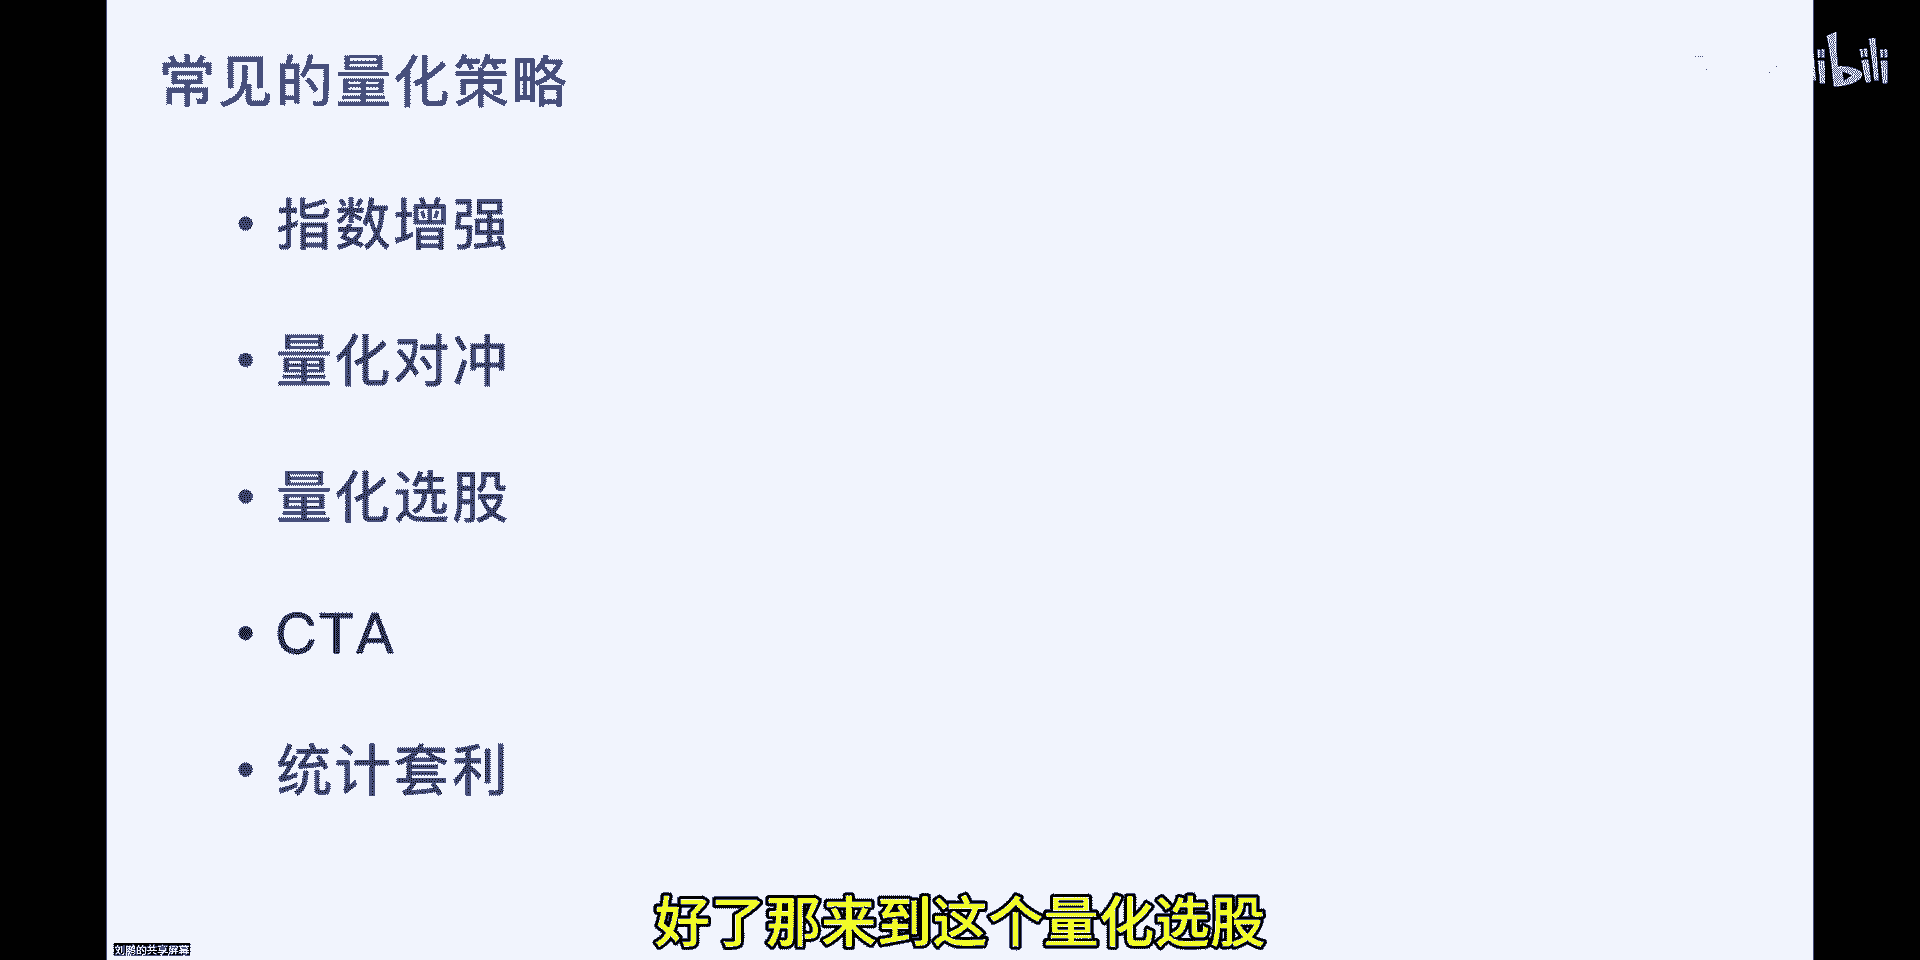 常见的量化策略
bili
• 指数增强
• 量化对冲
• 量化选股
• CTA
• 统计套利
好了那来到这个量化选股
刘鹏的共享屏幕